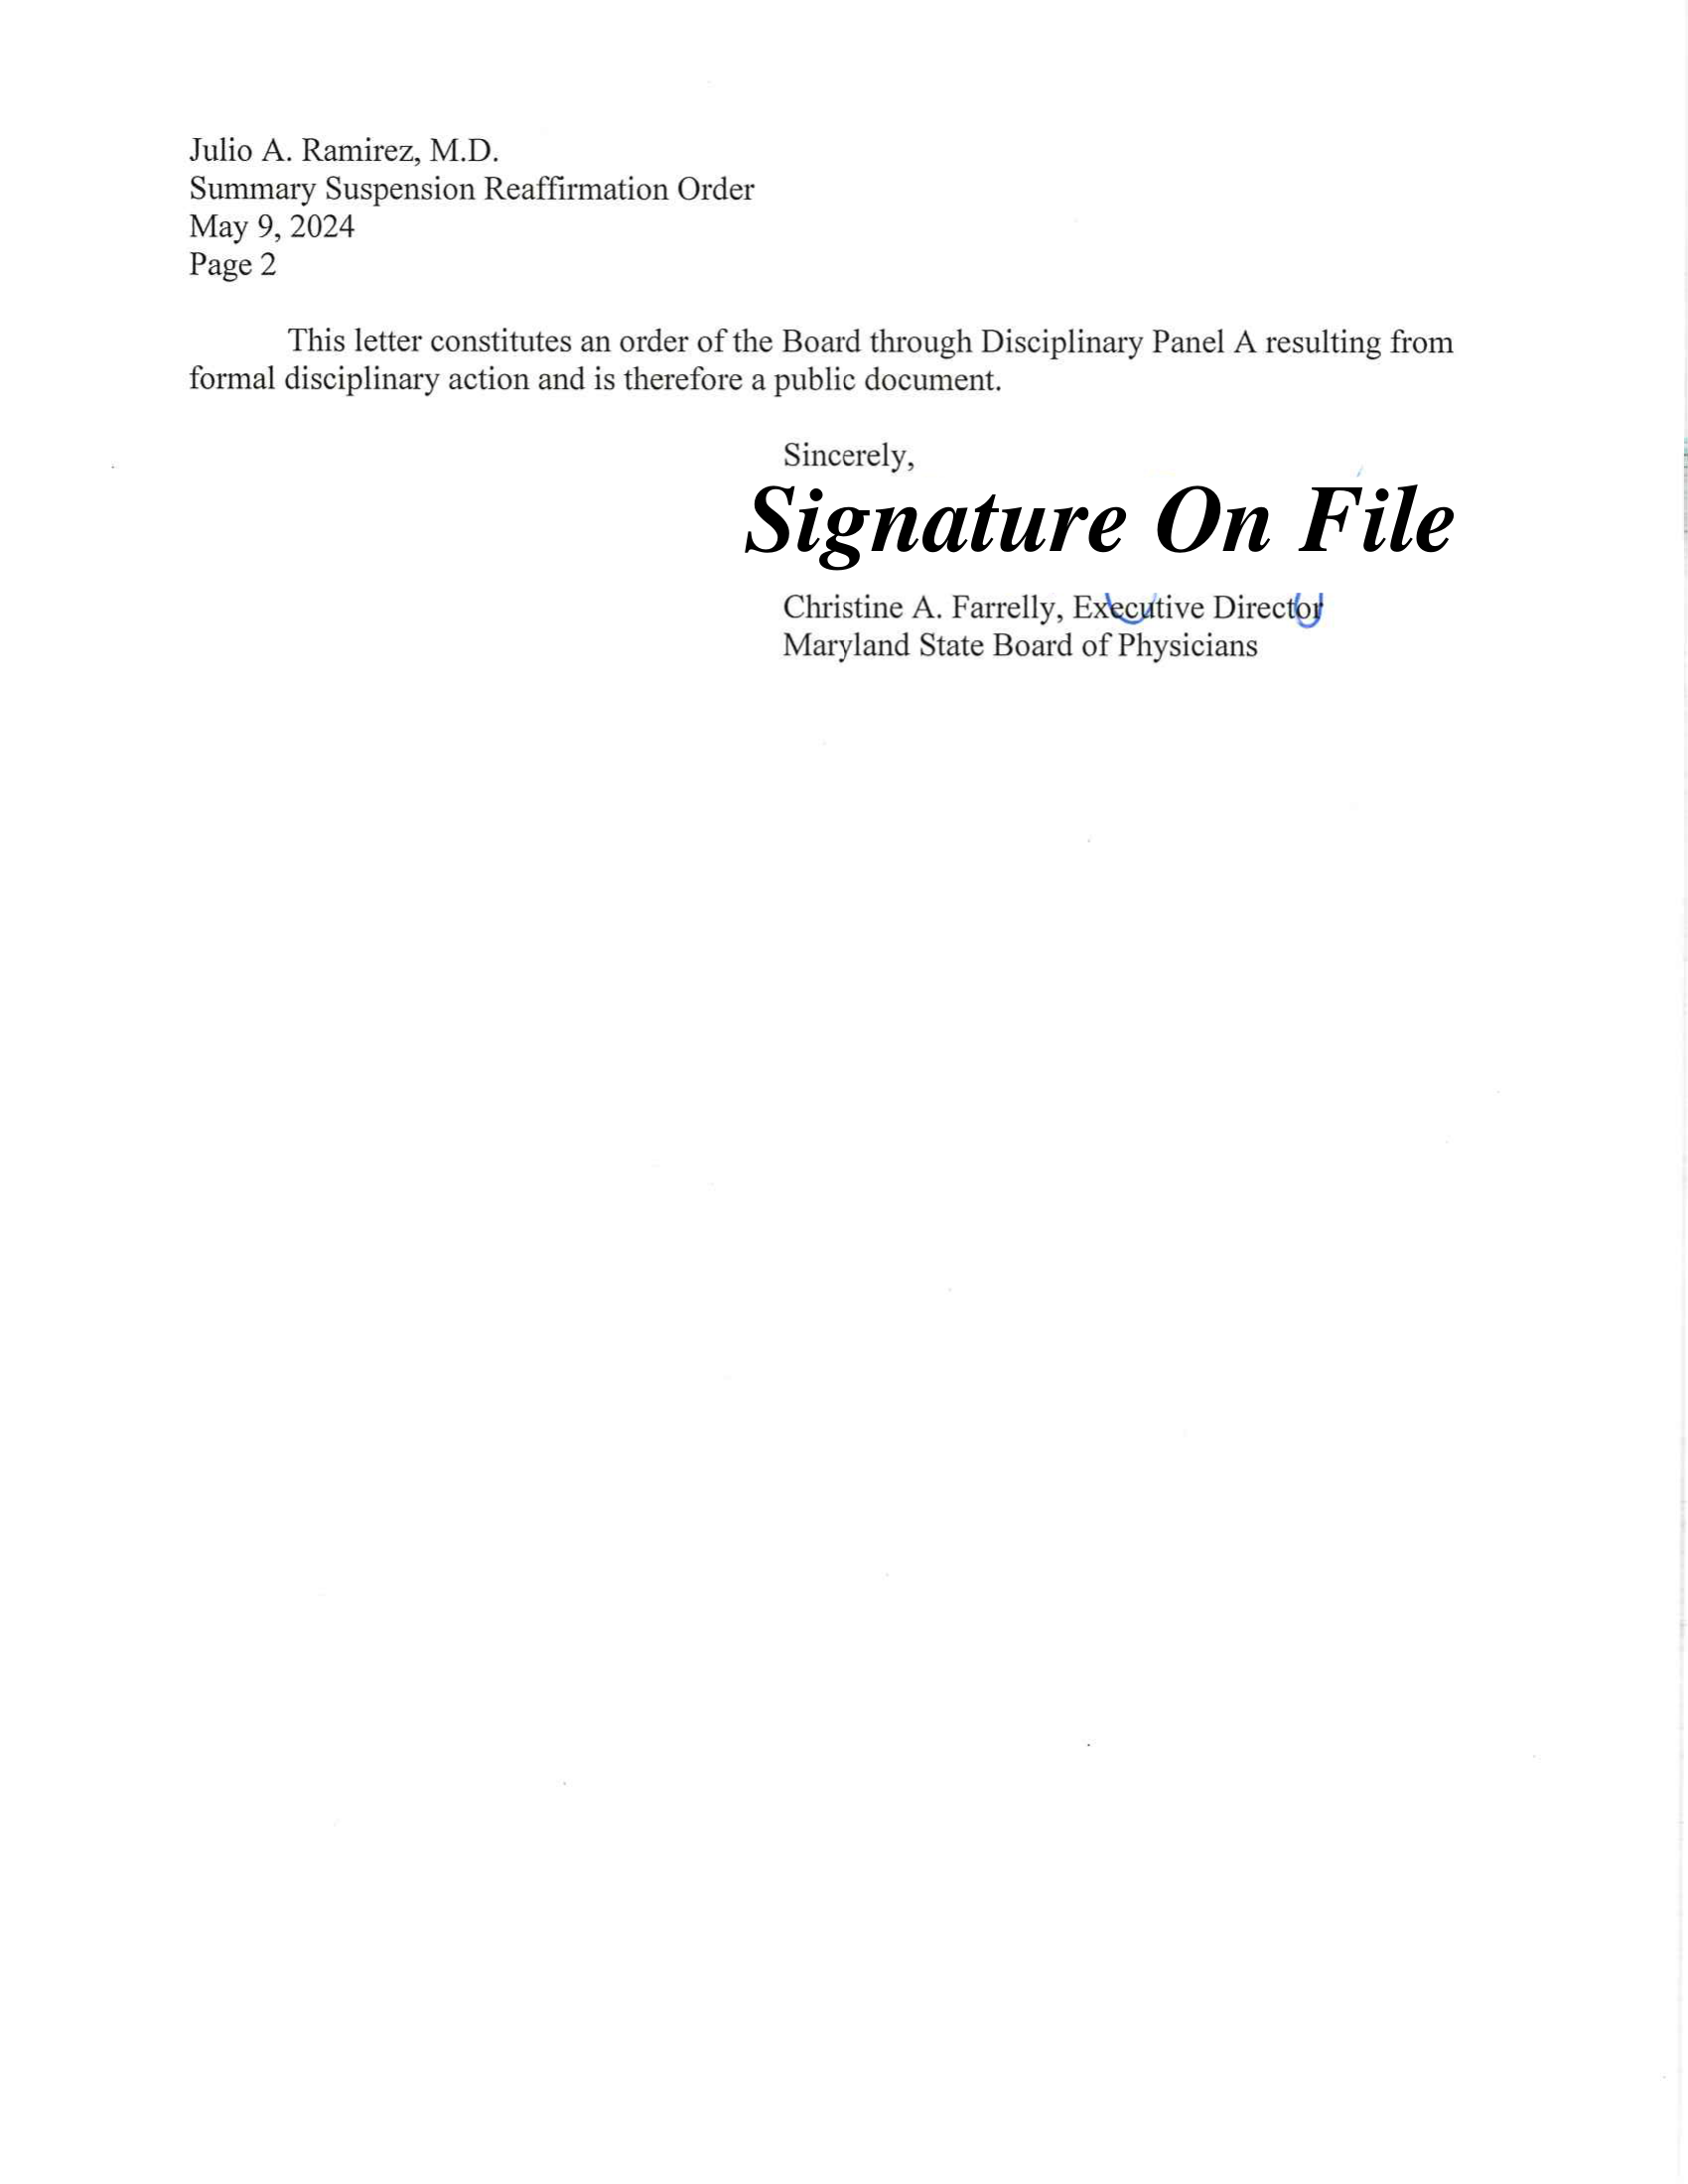 Julio A. Ramirez, M.D.
Summary Suspension Reaffirmation Order
May 9, 2024
Page 2
This letter constitutes an order of the Board through Disciplinary Panel A resulting from
formal disciplinary action and is therefore a public document.
Sincerely,
Signature On File
Christine A. Farrelly, Executive Director
Maryland State Board of Physicians